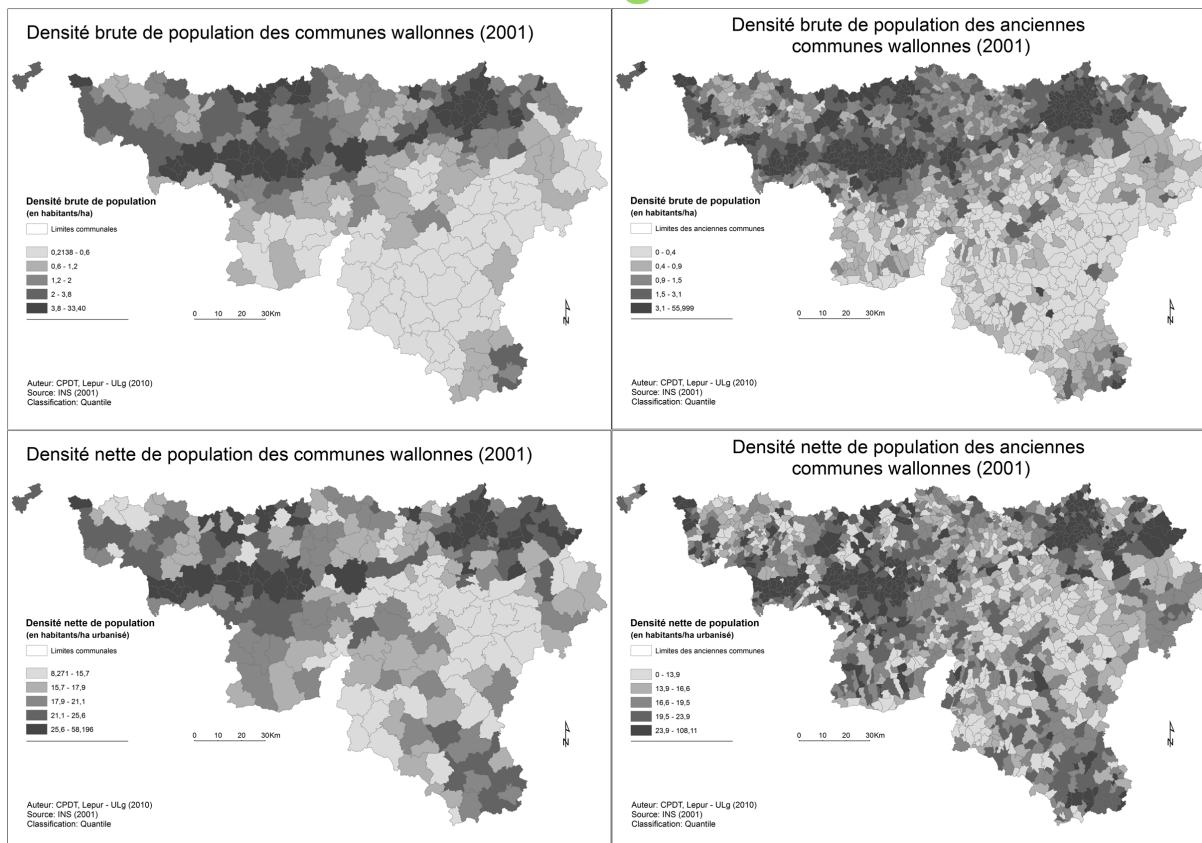 Densité brute de population des communes wallonnes (2001)
Densité brute de population
(en habitants/ha)
Limites communales
0,2138 - 0,6
0,6 - 1,2
1,2 - 2
2 - 3,8
3,8 - 33,40
0 10 20 30Km
N
Auteur: CPDT, Lepur - ULg (2010)
Source: INS (2001)
Classification: Quantile
Densité brute de population des anciennes
communes wallonnes (2001)
Densité brute de population
(en habitants/ha)
Limites des anciennes communes
0 - 0,4
0,4 - 0,9
0,9 - 1,5
1,5 - 3,1
3,1 - 55,999
0 10 20 30Km
N
Auteur: CPDT, Lepur - ULg (2010)
Source: INS (2001)
Classification: Quantile
Densité nette de population des communes wallonnes (2001)
Densité nette de population
(en habitants/ha urbanisé)
Limites communales
8,271 - 15,7
15,7 - 17,9
17,9 - 21,1
21,1 - 25,6
25,6 - 58,196
0 10 20 30Km
N
Auteur: CPDT, Lepur - ULg (2010)
Source: INS (2001)
Classification: Quantile
Densité nette de population des anciennes
communes wallonnes (2001)
Densité nette de population
(en habitants/ha urbanisé)
Limites des anciennes communes
0 - 13,9
13,9 - 16,6
16,6 - 19,5
19,5 - 23,9
23,9 - 108,11
0 10 20 30Km
N
Auteur: CPDT, Lepur - ULg (2010)
Source: INS (2001)
Classification: Quantile